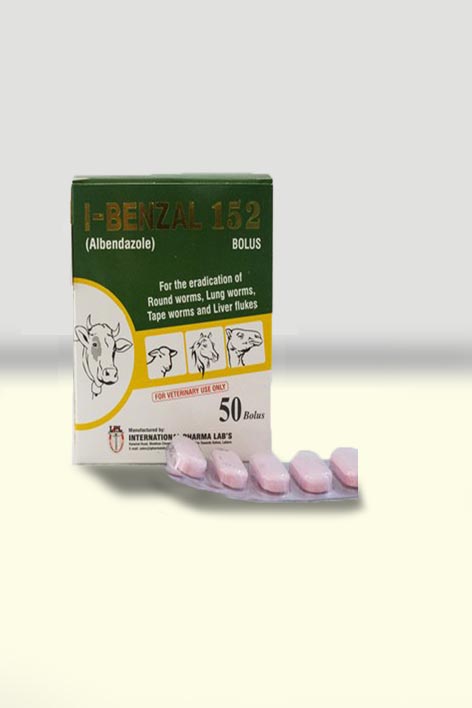 I-BENZAL 152
(Albendazole) BOLUS
For the eradication of
Round worms, Lung worms,
Tape worms and Liver flukes
FOR VETERINARY USE ONLY
50 Bolus
Manufactured by:
INTERNATIONAL PHARMA LAB'S